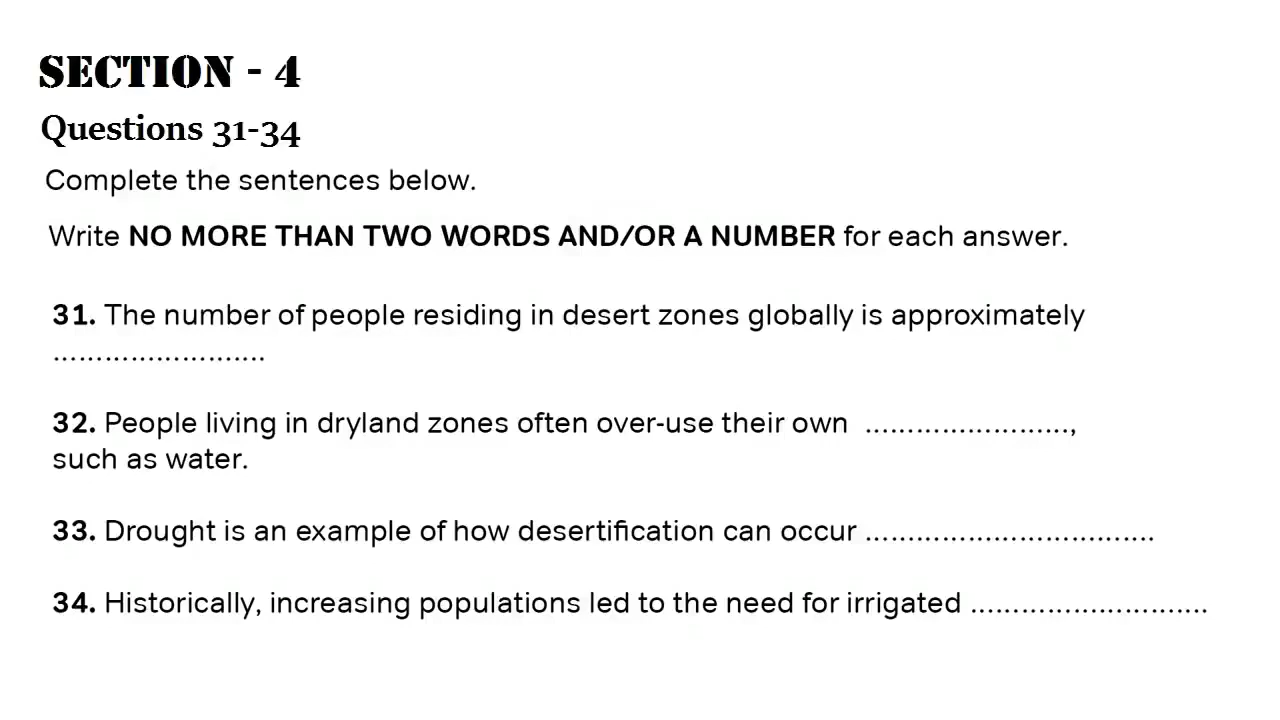 SECTION - 4
Questions 31-34
Complete the sentences below.
Write NO MORE THAN TWO WORDS AND/OR A NUMBER for each answer.
31. The number of people residing in desert zones globally is approximately
.........................
32. People living in dryland zones often over-use their own ........................,
such as water.
33. Drought is an example of how desertification can occur ..................................
34. Historically, increasing populations led to the need for irrigated ............................